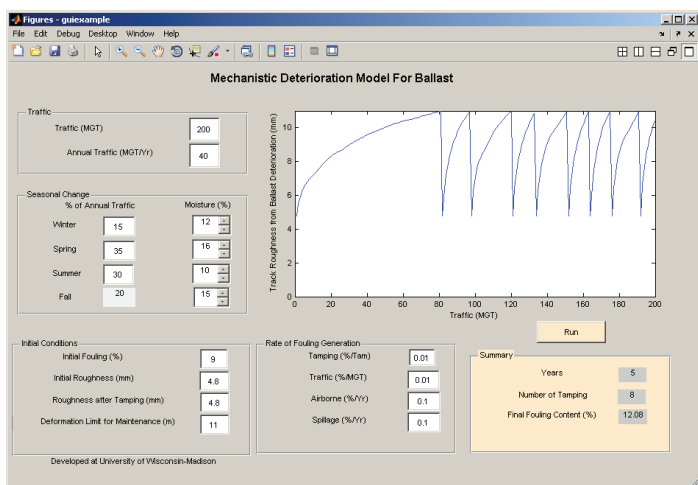 Figures - guiexample
File Edit Debug Desktop Window Help
Mechanistic Deterioration Model For Ballast
Traffic
Traffic (MGT) 200
Annual Traffic (MGT/Yr) 40
Seasonal Change
% of Annual Traffic Moisture (%)
Winter 15 12
Spring 35 16
Summer 30 10
Fall 20 15
Track Roughness from Ballast Deterioration (mm)
10
8
6
4
2
0
0 20 40 60 80 100 120 140 160 180 200
Traffic (MGT)
Run
Initial Conditions
Initial Fouling (%) 9
Initial Roughness (mm) 4.8
Roughness after Tamping (mm) 4.8
Deformation Limit for Maintenance (m) 11
Rate of Fouling Generation
Tamping (%/Tam) 0.01
Traffic (%/MGT) 0.01
Airborne (%/Yr) 0.1
Spillage (%/Yr) 0.1
Summary
Years 5
Number of Tamping 8
Final Fouling Content (%) 12.08
Developed at University of Wisconsin-Madison